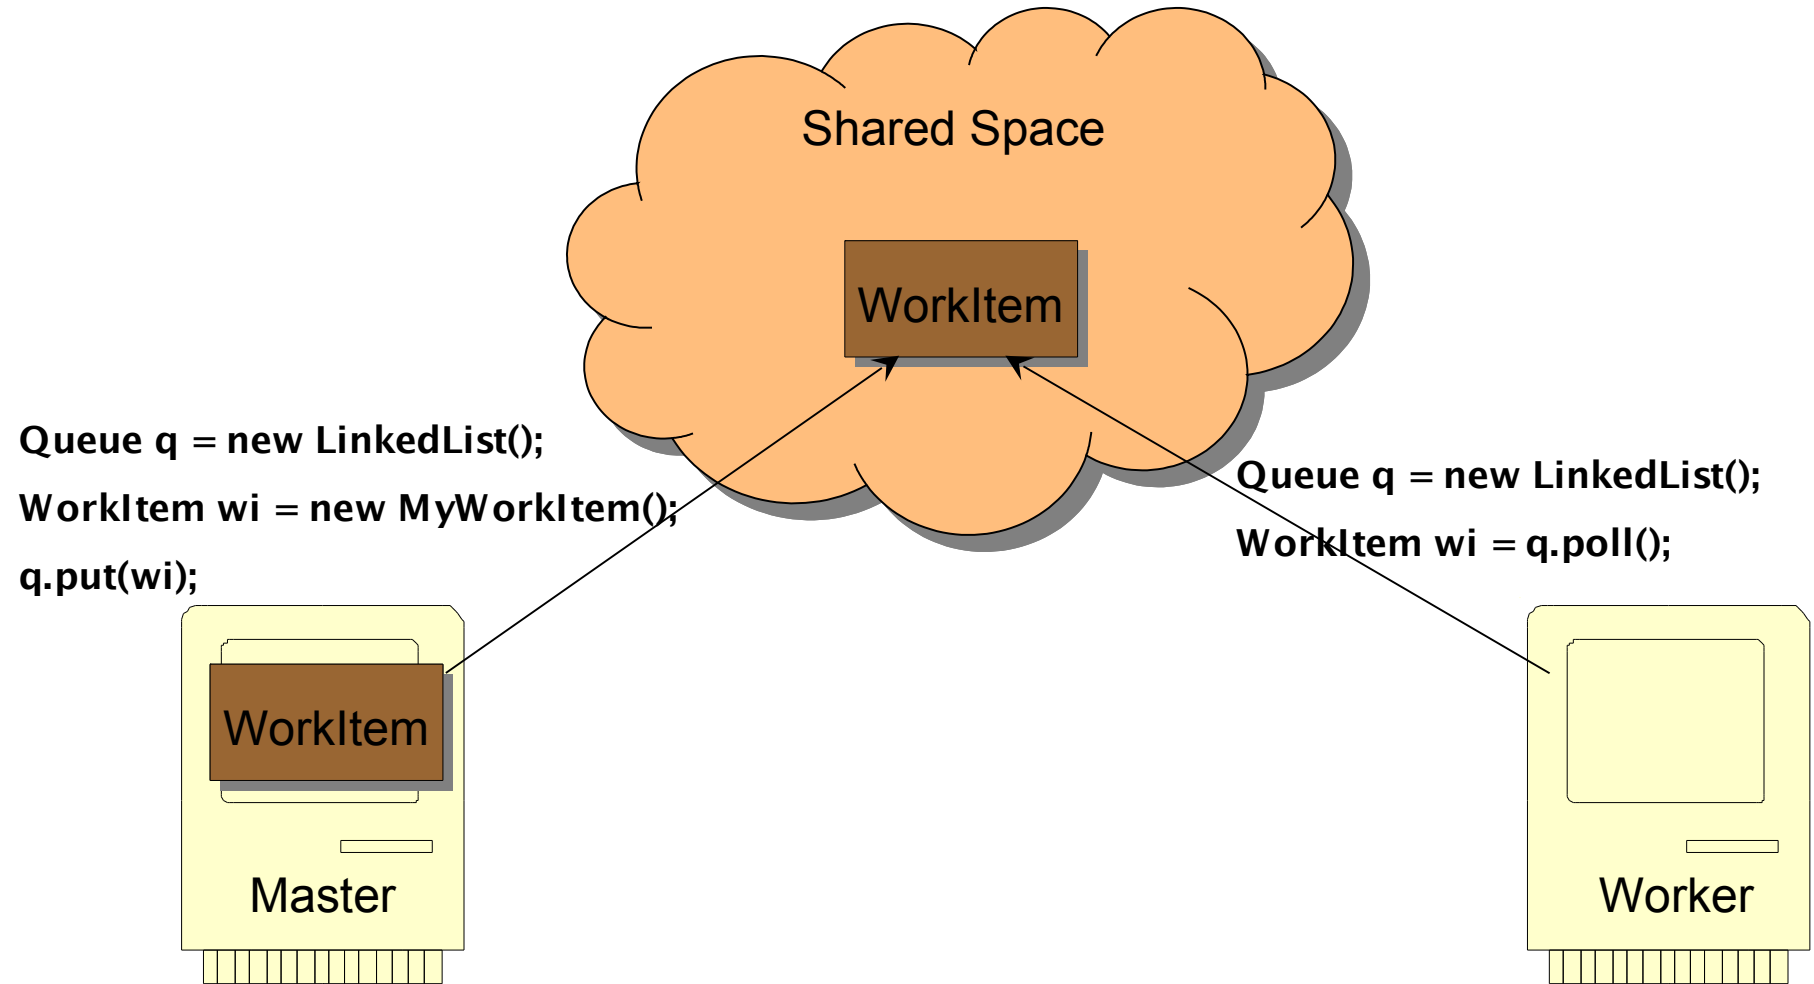 Shared Space
WorkItem
Queue q = new LinkedList();
WorkItem wi = new MyWorkItem();
q.put(wi);
Queue q = new LinkedList();
WorkItem wi = q.poll();
WorkItem
Master
Worker